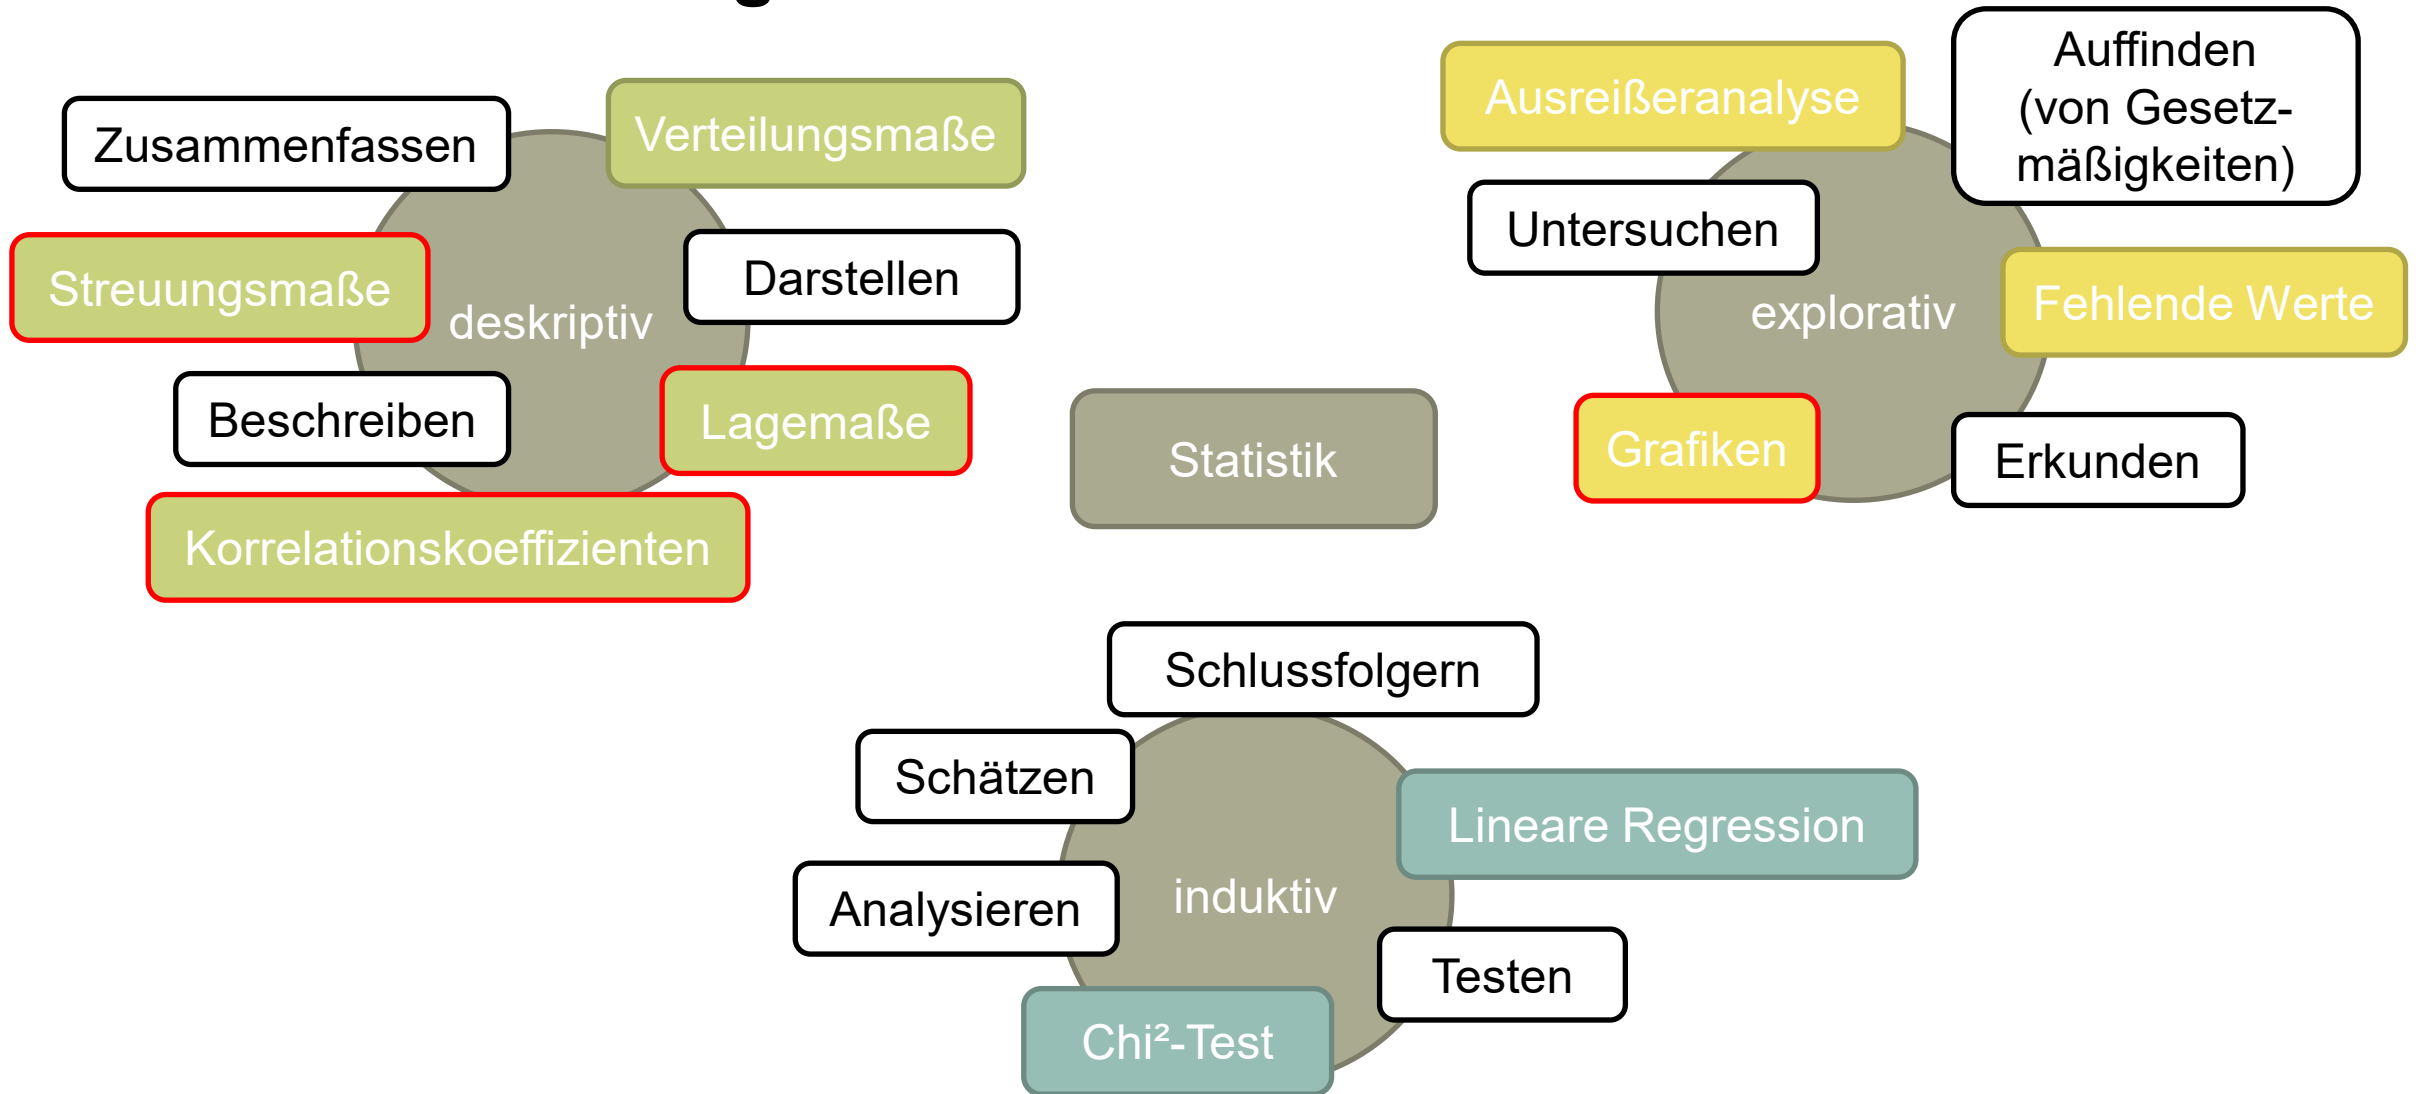 Zusammenfassen
Verteilungsmaße
Streuungsmaße
deskriptiv
Darstellen
Beschreiben
Lagemaße
Korrelationskoeffizienten
Statistik
Ausreißeranalyse
Auffinden
(von Gesetz-
mäßigkeiten)
Untersuchen
explorativ
Fehlende Werte
Grafiken
Erkunden
Schlussfolgern
Schätzen
Lineare Regression
Analysieren
induktiv
Testen
Chi²-Test